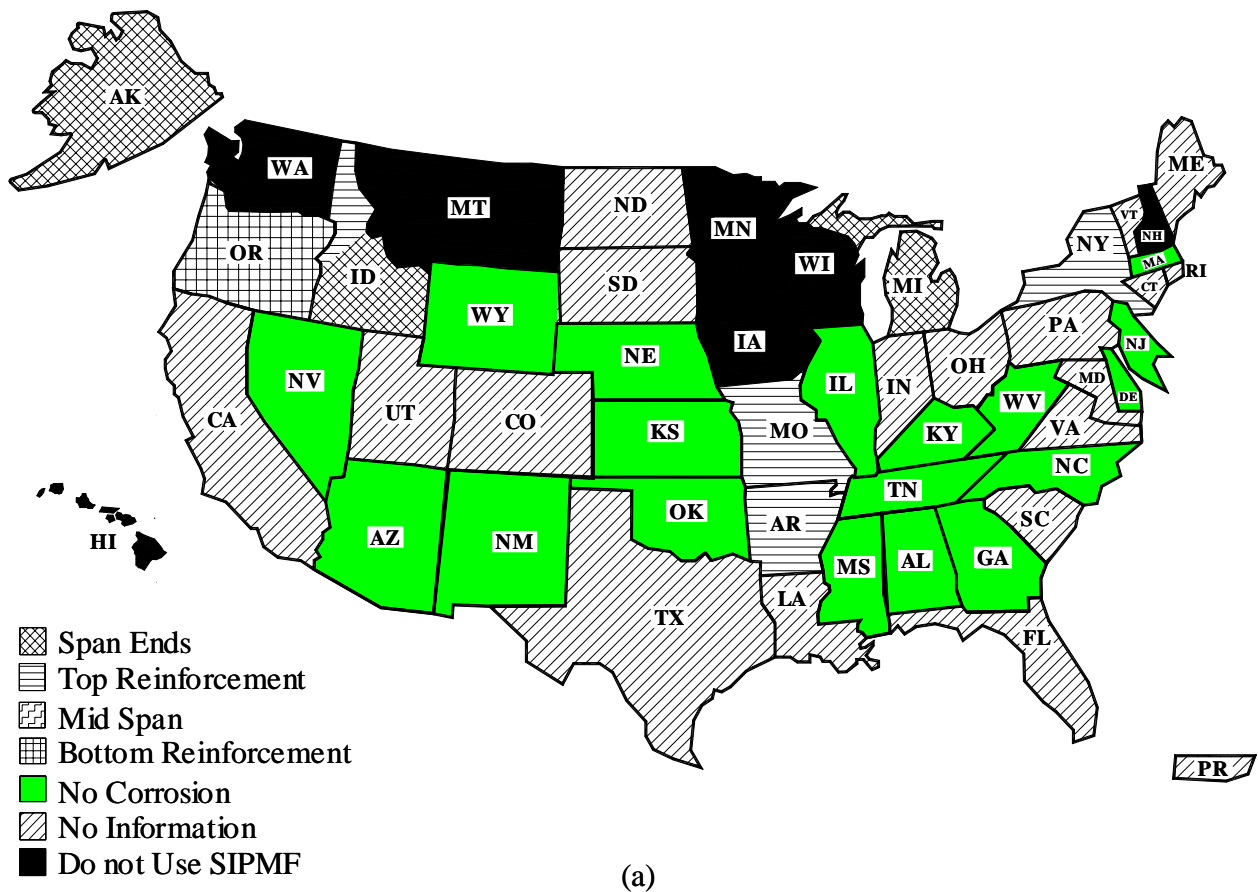 AK
WA
ME
MT
ND
VT
MN
NH
NY
OR
WI
MA
RI
ID
SD
MI
CT
WY
PA
IA
NE
NJ
OH
NV
IL
IN
MD
DE
UT
WV
CA
CO
KS
MO
KY
VA
NC
TN
OK
AR
SC
AZ
HI
NM
GA
AL
MS
LA
TX
FL
PR
Span Ends
Top Reinforcement
Mid Span
Bottom Reinforcement
No Corrosion
No Information
Do not Use SIPMF
(a)